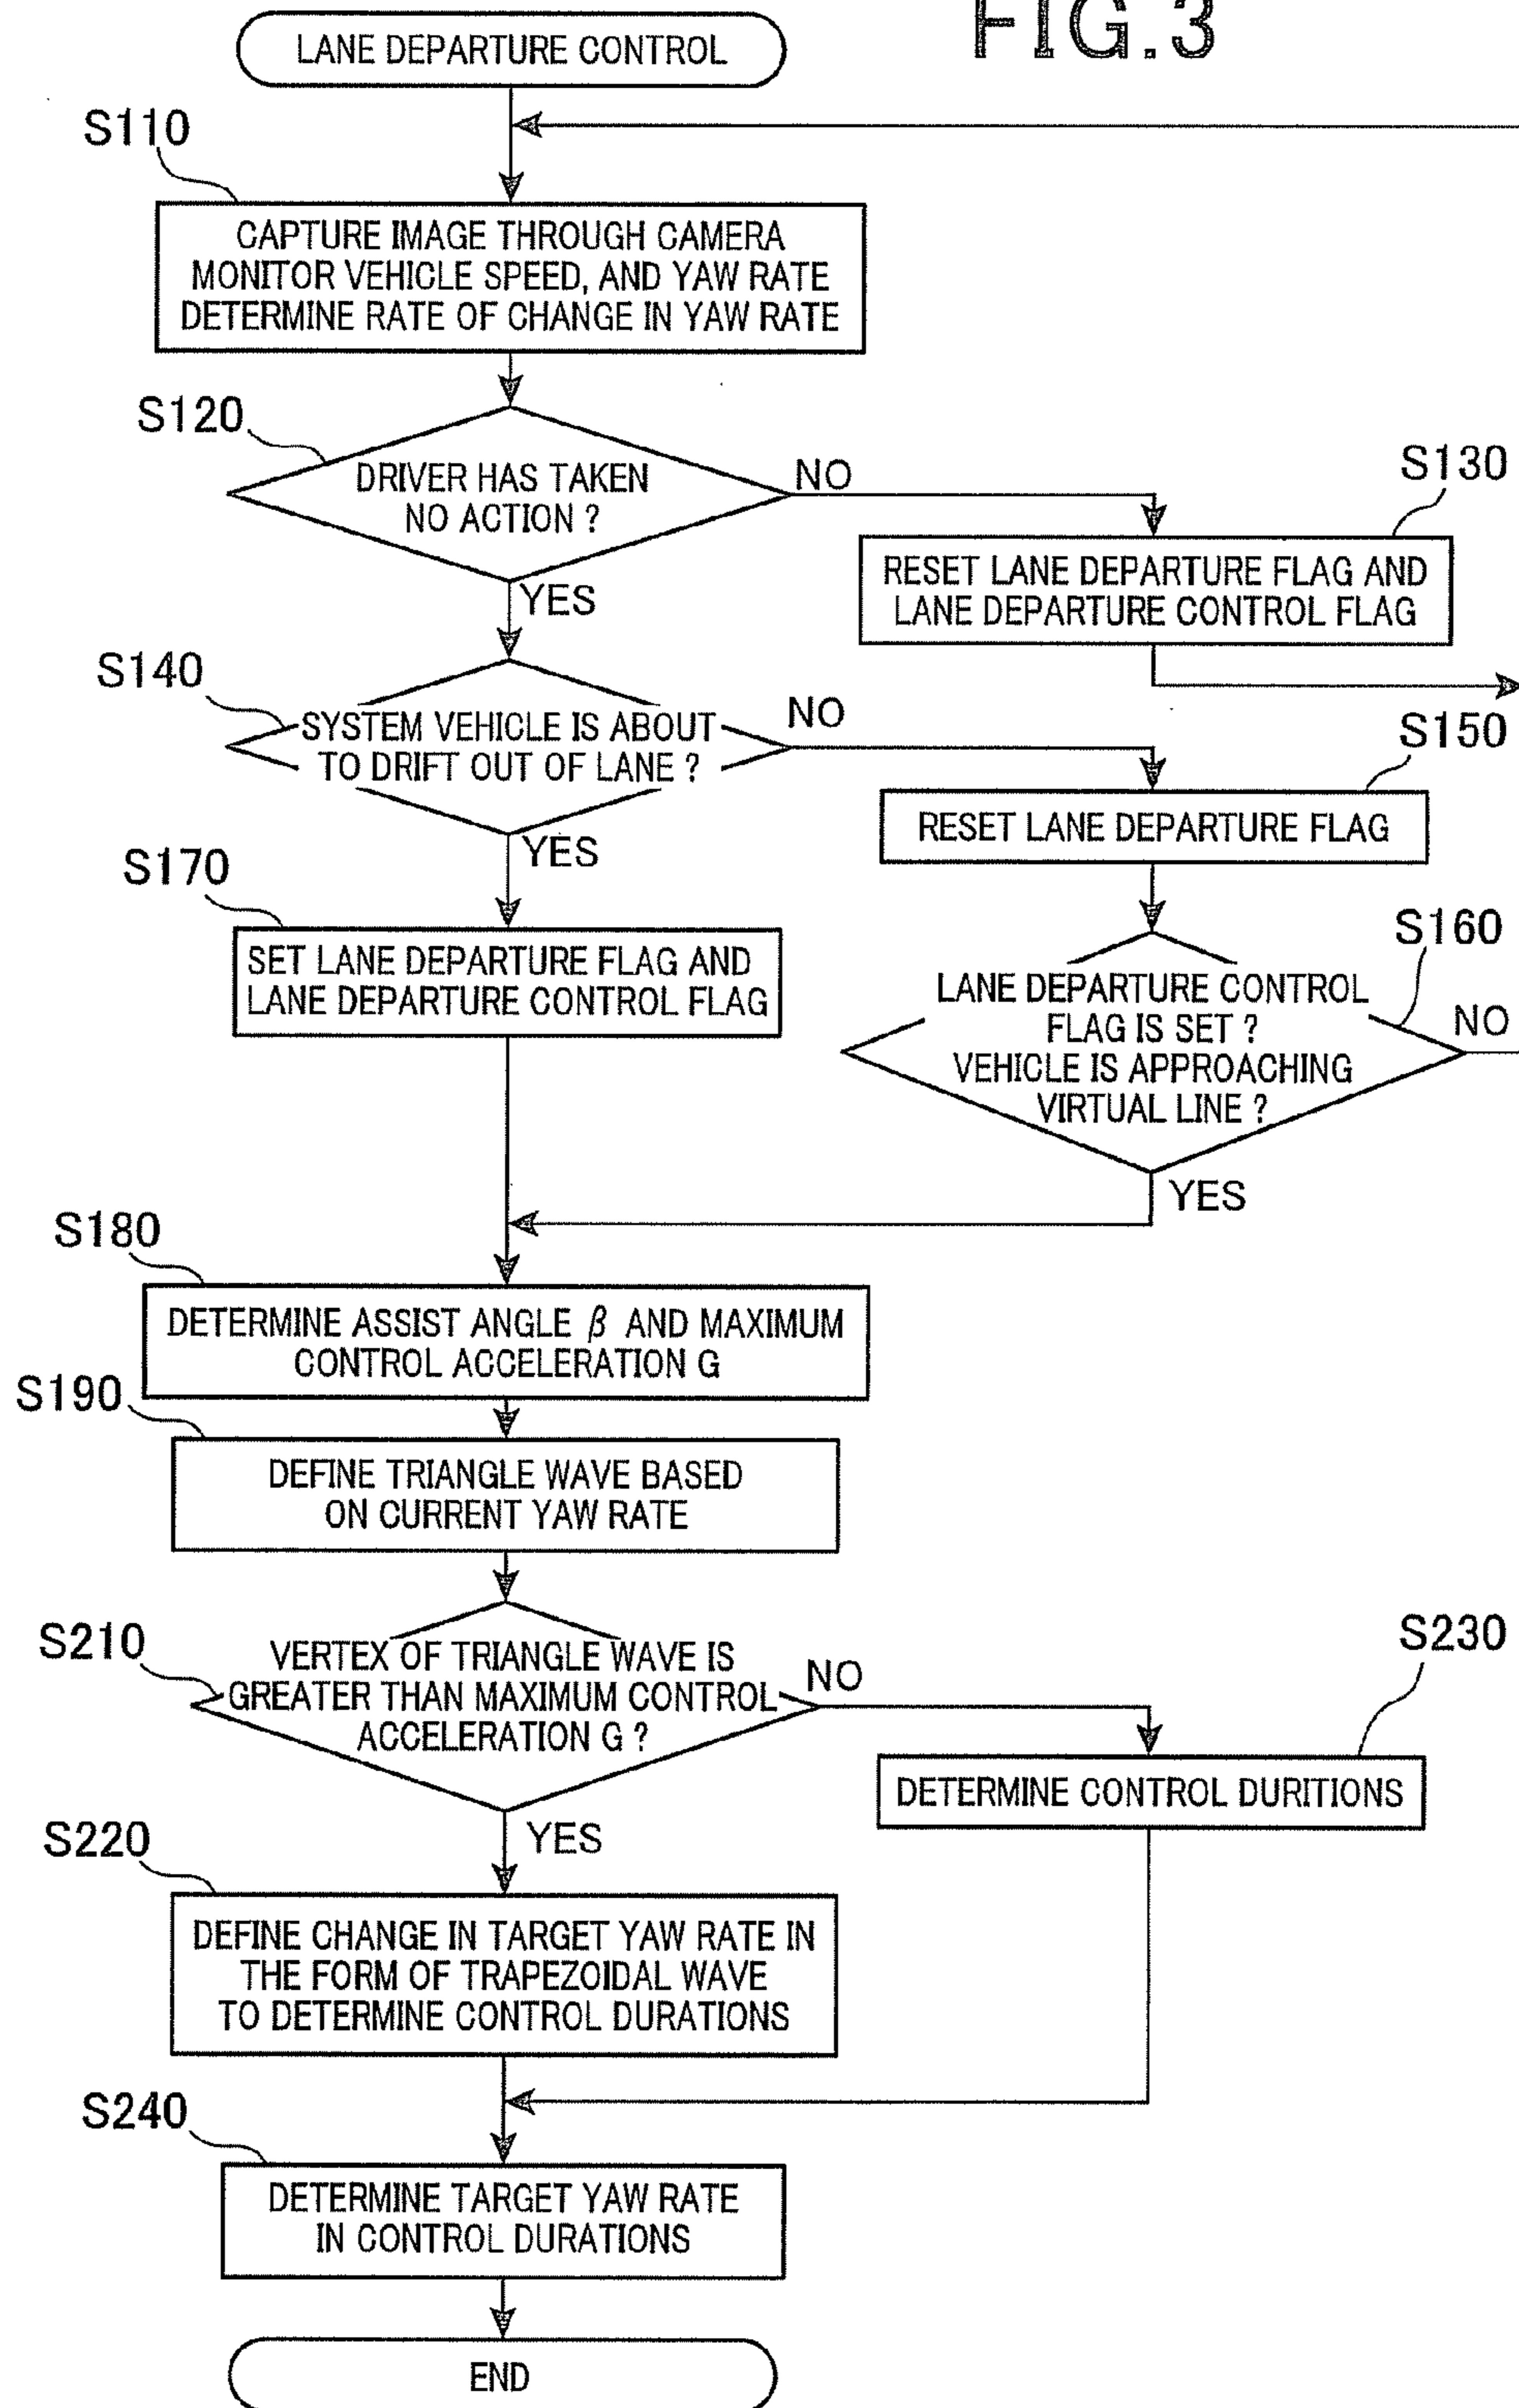 FIG.3
LANE DEPARTURE CONTROL
S110
CAPTURE IMAGE THROUGH CAMERA
MONITOR VEHICLE SPEED, AND YAW RATE
DETERMINE RATE OF CHANGE IN YAW RATE
S120
DRIVER HAS TAKEN
NO ACTION ?
NO
YES
S130
RESET LANE DEPARTURE FLAG AND
LANE DEPARTURE CONTROL FLAG
S140
SYSTEM VEHICLE IS ABOUT
TO DRIFT OUT OF LANE ?
NO
YES
S150
RESET LANE DEPARTURE FLAG
S170
SET LANE DEPARTURE FLAG AND
LANE DEPARTURE CONTROL FLAG
S160
LANE DEPARTURE CONTROL
FLAG IS SET ?
VEHICLE IS APPROACHING
VIRTUAL LINE ?
NO
YES
S180
DETERMINE ASSIST ANGLE β AND MAXIMUM
CONTROL ACCELERATION G
S190
DEFINE TRIANGLE WAVE BASED
ON CURRENT YAW RATE
S210
VERTEX OF TRIANGLE WAVE IS
GREATER THAN MAXIMUM CONTROL
ACCELERATION G ?
NO
YES
S230
DETERMINE CONTROL DURITIONS
S220
DEFINE CHANGE IN TARGET YAW RATE IN
THE FORM OF TRAPEZOIDAL WAVE
TO DETERMINE CONTROL DURATIONS
S240
DETERMINE TARGET YAW RATE
IN CONTROL DURATIONS
END